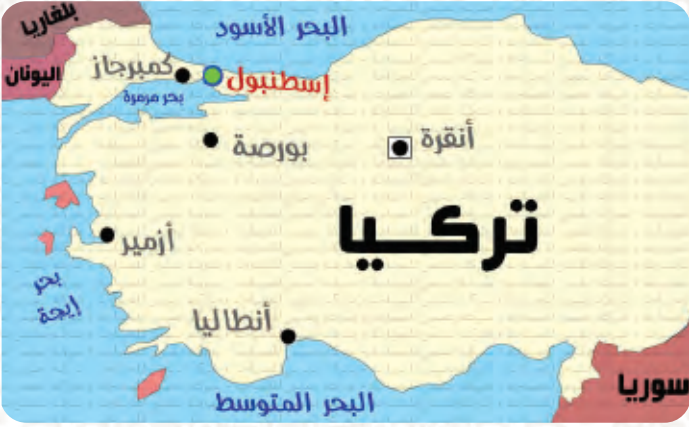 البحر الأسود
بلغاريا
اليونان
كمبرجاز
إسطنبول
بحر مرمرة
أنقرة
بورصة
تركيا
أزمير
بحر
إيجة
أنطاليا
سوريا
البحر المتوسط